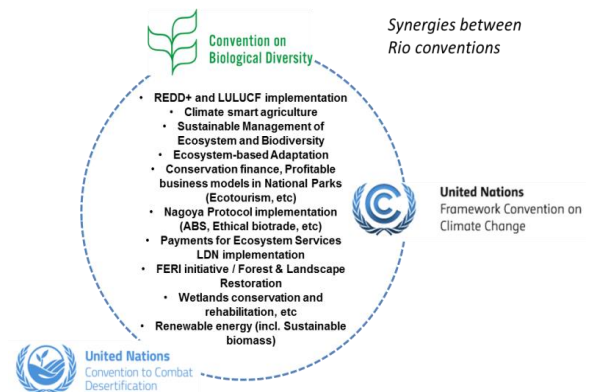 Synergies between
Rio conventions
Convention on
Biological Diversity
• REDD+ and LULUCF implementation
• Climate smart agriculture
• Sustainable Management of
Ecosystem and Biodiversity
• Ecosystem-based Adaptation
• Conservation finance, Profitable
business models in National Parks
(Ecotourism, etc)
• Nagoya Protocol implementation
(ABS, Ethical biotrade, etc)
• Payments for Ecosystem Services
LDN implementation
• FERI initiative / Forest & Landscape
Restoration
• Wetlands conservation and
rehabilitation, etc
• Renewable energy (incl. Sustainable
biomass)
United Nations
Framework Convention on
Climate Change
United Nations
Convention to Combat
Desertification